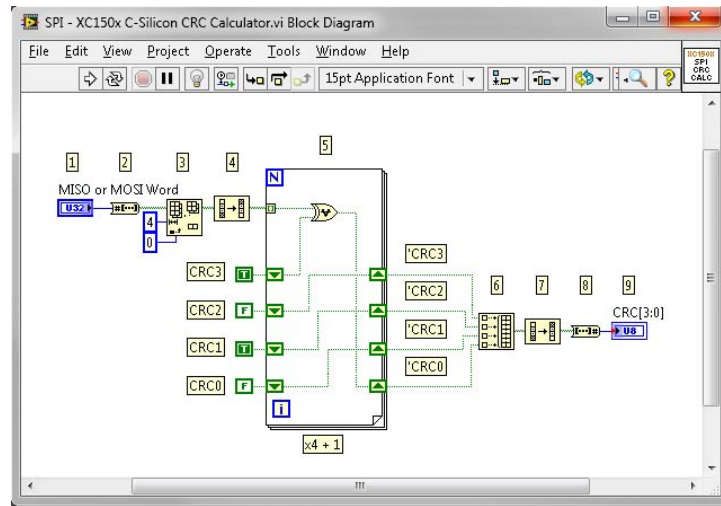 SPI - XC150x C-Silicon CRC Calculator.vi Block Diagram
File Edit View Project Operate Tools Window Help
15pt Application Font
XC150X
SPI
CRC
CALC
5
1 2 3 4
N
MISO or MOSI Word
U32
#[···]
4
0
CRC3 T
'CRC3
CRC2 F
'CRC2
6 7 8 9
CRC[3:0]
[···]#
U8
CRC1 T
'CRC1
CRC0 F
'CRC0
i
x4 + 1